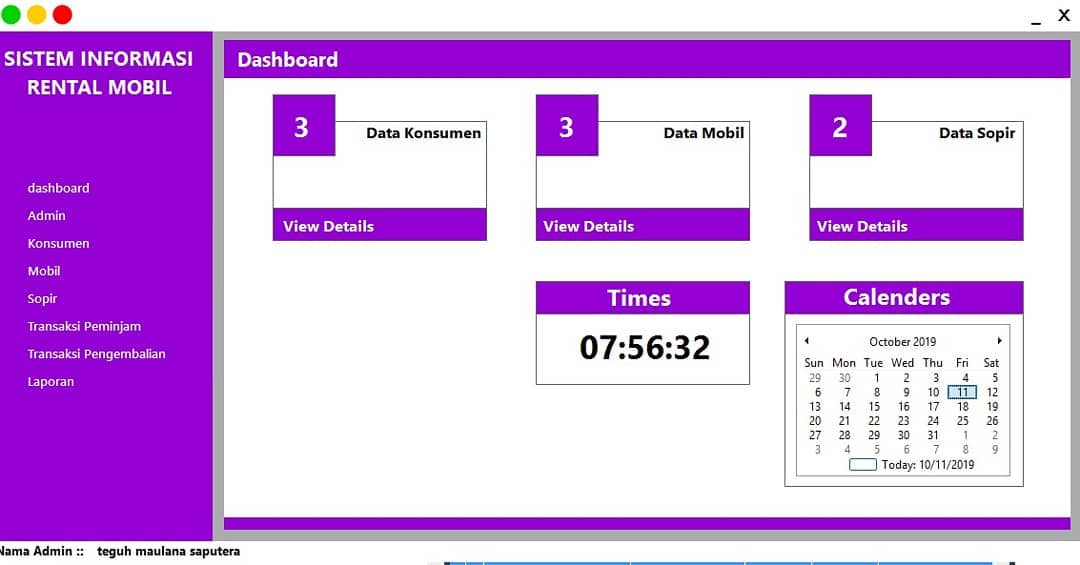 _ X
SISTEM INFORMASI
RENTAL MOBIL
dashboard
Admin
Konsumen
Mobil
Sopir
Transaksi Peminjam
Transaksi Pengembalian
Laporan
Dashboard
3
Data Konsumen
View Details
3
Data Mobil
View Details
2
Data Sopir
View Details
Times
07:56:32
Calenders
October 2019
Sun Mon Tue Wed Thu Fri Sat
29 30 1 2 3 4 5
6 7 8 9 10 11 12
13 14 15 16 17 18 19
20 21 22 23 24 25 26
27 28 29 30 31 1 2
3 4 5 6 7 8 9
Today: 10/11/2019
Nama Admin :: teguh maulana saputera